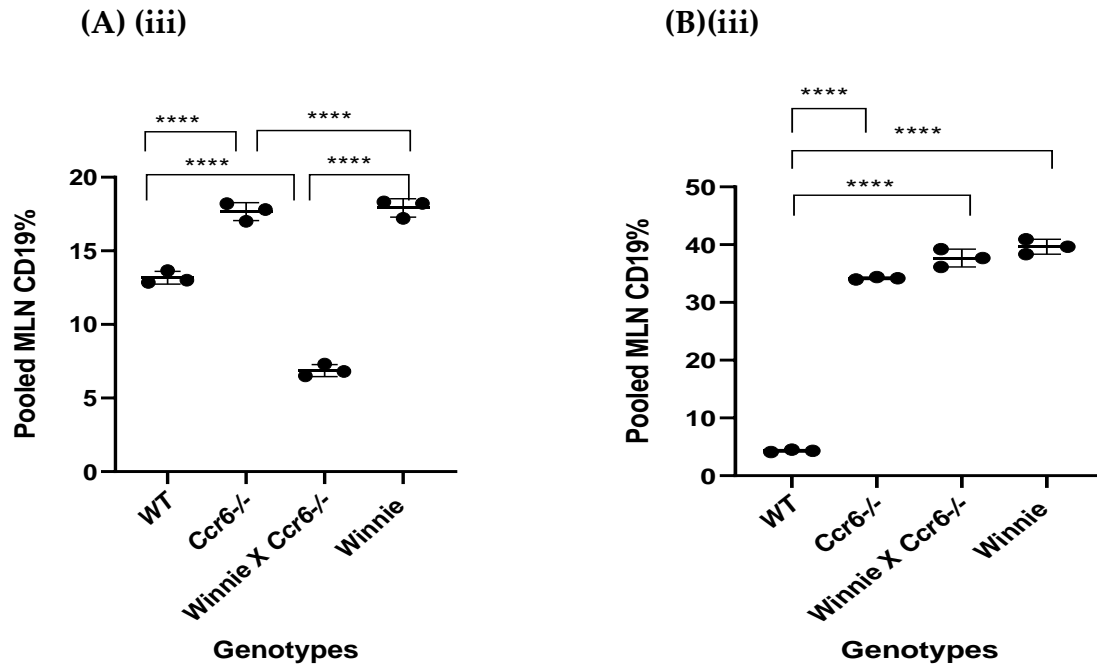 (A) (iii)
****
****
****
****
Pooled MLN CD19%
20
15
10
5
0
WT
Ccr6-/-
Winnie X Ccr6-/-
Winnie
Genotypes
(B)(iii)
****
****
****
Pooled MLN CD19%
50
40
30
20
10
0
WT
Ccr6-/-
Winnie X Ccr6-/-
Winnie
Genotypes